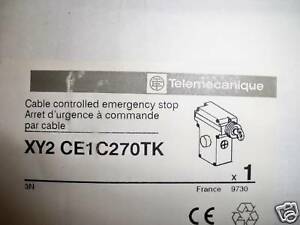 Telemecanique
Cable controlled emergency stop
Arret d'urgence à commande
par cable
XY2 CE1C270TK
x 1
3N
France 9730
CE